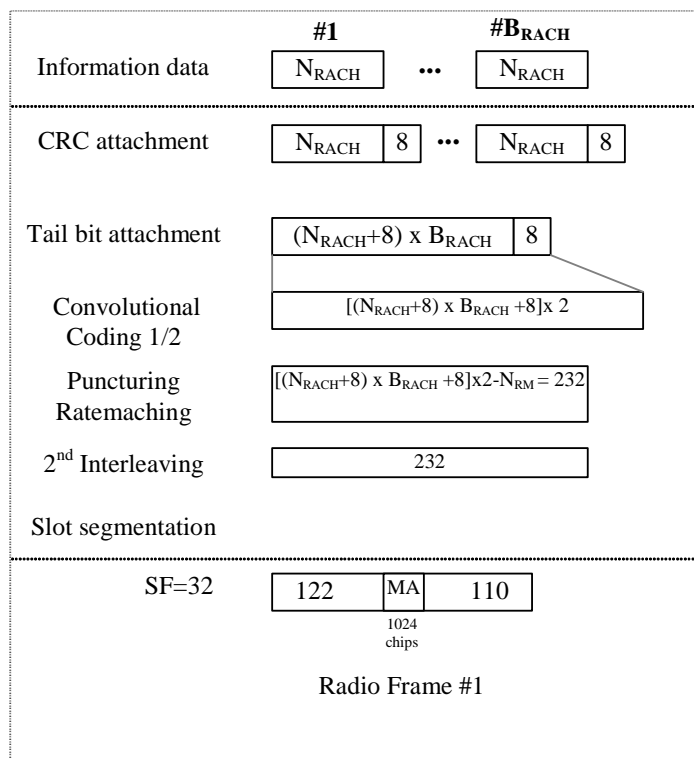 #1 #B_RACH
Information data N_RACH ... N_RACH
CRC attachment N_RACH 8 ... N_RACH 8
Tail bit attachment (N_RACH+8) x B_RACH 8
Convolutional
Coding 1/2
[(N_RACH+8) x B_RACH +8]x 2
Puncturing
Ratemaching
[(N_RACH+8) x B_RACH +8]x2-N_RM = 232
2nd Interleaving 232
Slot segmentation
SF=32 122 MA 110
1024
chips
Radio Frame #1